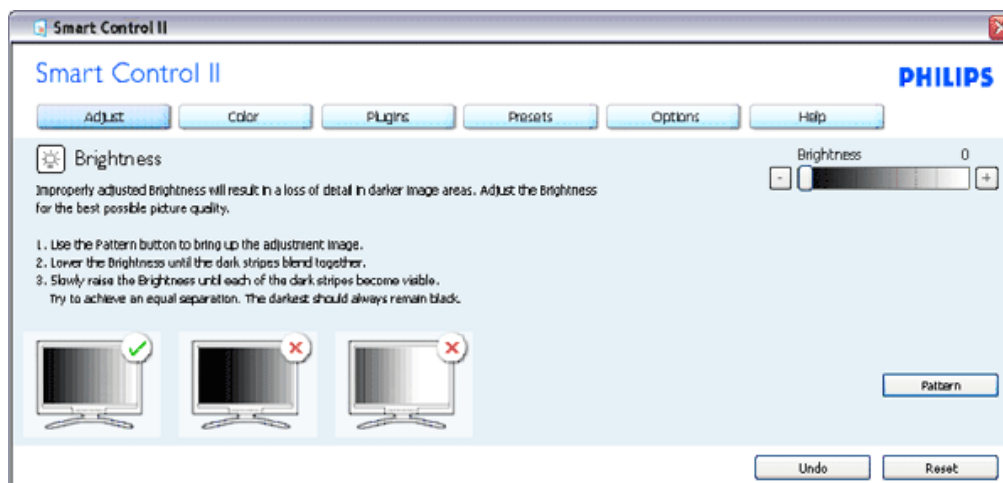 Smart Control II
Smart Control II
PHILIPS
Adjust Color Plugins Presets Options Help
Brightness
Brightness 0
- +
Improperly adjusted Brightness will result in a loss of detail in darker image areas. Adjust the Brightness
for the best possible picture quality.
1. Use the Pattern button to bring up the adjustment image.
2. Lower the Brightness until the dark stripes blend together.
3. Slowly raise the Brightness until each of the dark stripes become visible.
Try to achieve an equal separation. The darkest should always remain black.
Pattern
Undo Reset